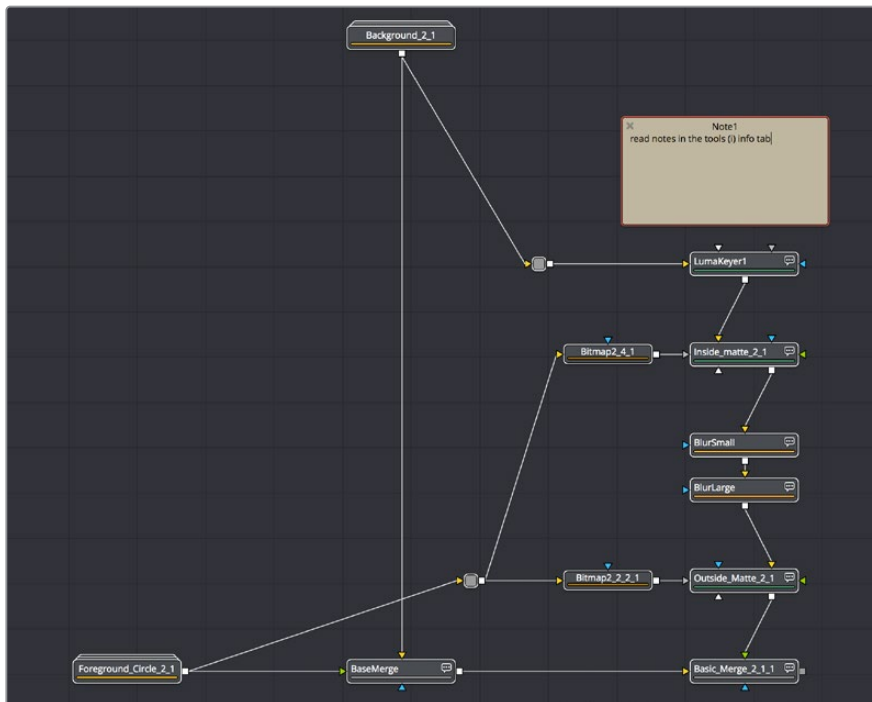 Background_2_1
Note1
read notes in the tools (i) info tab
LumaKeyer1
Bitmap2_4_1
Inside_matte_2_1
BlurSmall
BlurLarge
Bitmap2_2_2_1
Outside_Matte_2_1
Foreground_Circle_2_1
BaseMerge
Basic_Merge_2_1_1